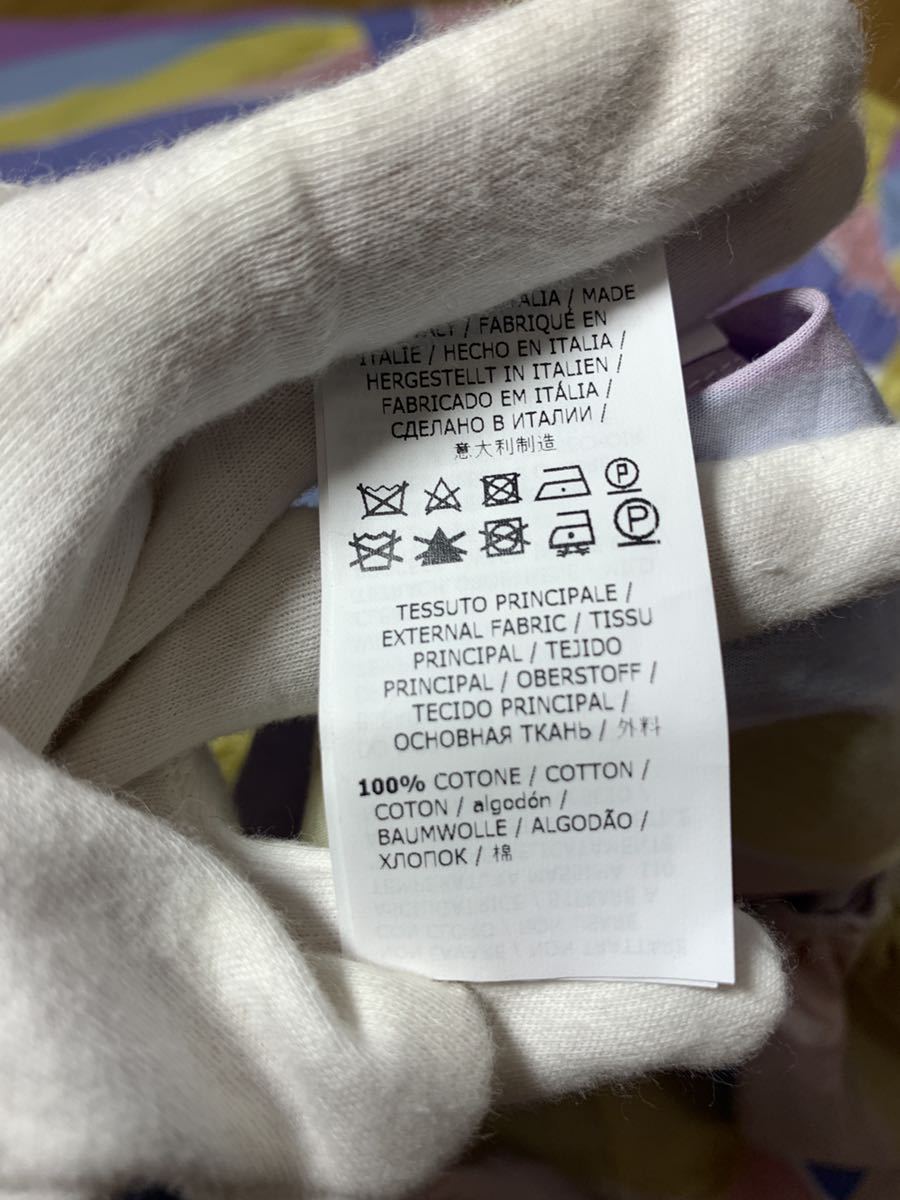 ITALIA / MADE
ITALY / FABRIQUÉ EN
ITALIE / HECHO EN ITALIA /
HERGESTELLT IN ITALIEN /
FABRICADO EM ITÁLIA /
СДЕЛАНО В ИТАЛИИ /
意大利制造
P
P
TESSUTO PRINCIPALE /
EXTERNAL FABRIC / TISSU
PRINCIPAL / TEJIDO
PRINCIPAL / OBERSTOFF /
TECIDO PRINCIPAL /
ОСНОВНАЯ ТКАНЬ / 外料
100% COTONE / COTTON /
COTON / algodón /
BAUMWOLLE / ALGODÃO /
ХЛОПОК / 棉